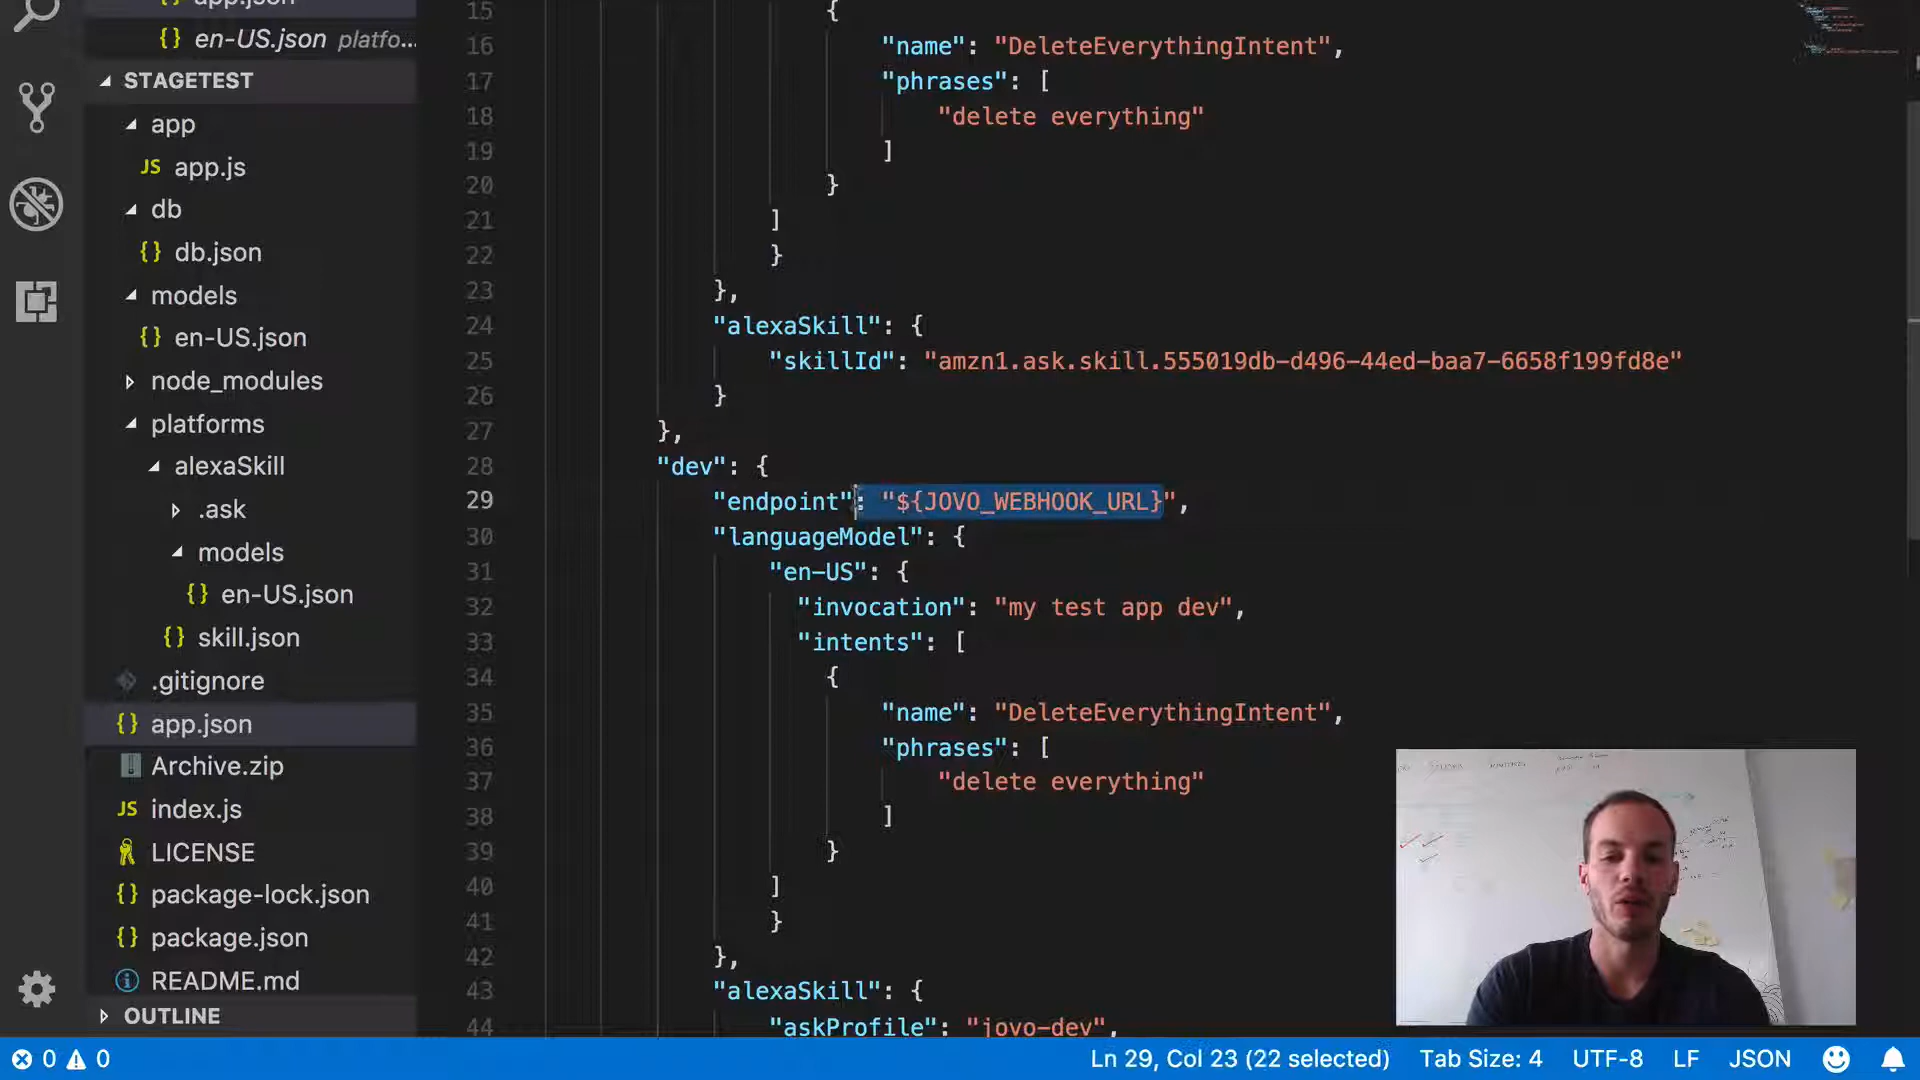 app.json
en-US.json platfo...
STAGETEST
app
JS app.js
db
{} db.json
models
{} en-US.json
node_modules
platforms
alexaSkill
.ask
models
{} en-US.json
{} skill.json
.gitignore
{} app.json
Archive.zip
JS index.js
LICENSE
{} package-lock.json
{} package.json
README.md
OUTLINE
15 {
16 "name": "DeleteEverythingIntent",
17 "phrases": [
18 "delete everything"
19 ]
20 }
21 ]
22 }
23 },
24 "alexaSkill": {
25 "skillId": "amzn1.ask.skill.555019db-d496-44ed-baa7-6658f199fd8e"
26 }
27 },
28 "dev": {
29 "endpoint": "${JOVO_WEBHOOK_URL}",
30 "languageModel": {
31 "en-US": {
32 "invocation": "my test app dev",
33 "intents": [
34 {
35 "name": "DeleteEverythingIntent",
36 "phrases": [
37 "delete everything"
38 ]
39 }
40 ]
41 }
42 },
43 "alexaSkill": {
44 "askProfile": "jovo-dev",
0 0
Ln 29, Col 23 (22 selected) Tab Size: 4 UTF-8 LF JSON